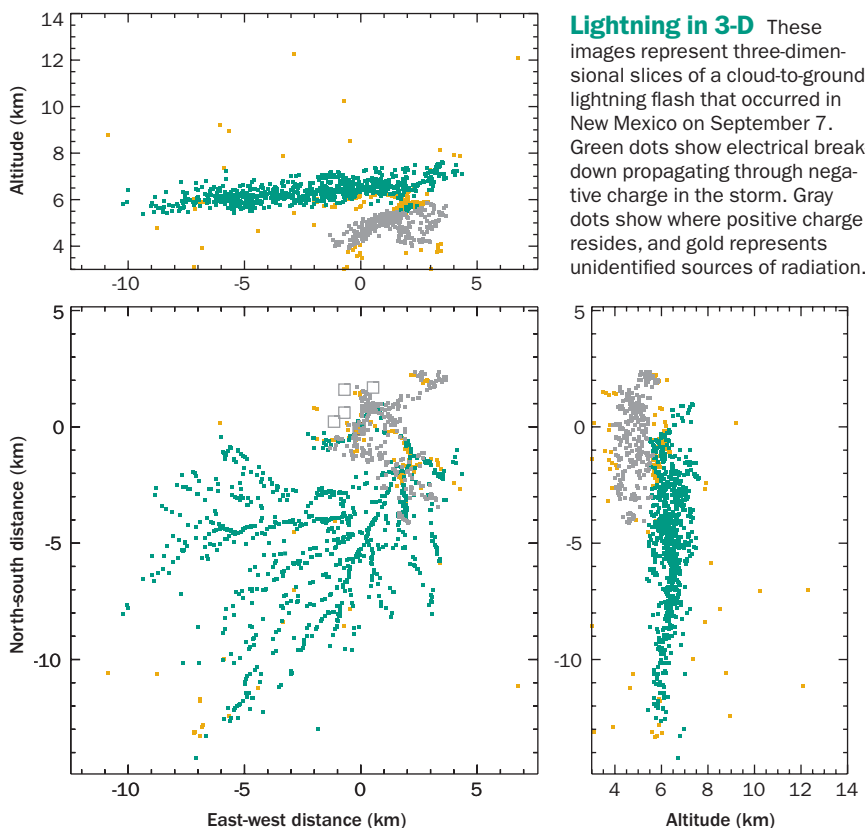 14
12
10
8
6
4
Altitude (km)
-10
-5
0
5
Lightning in 3-D These
images represent three-dimen-
sional slices of a cloud-to-ground
lightning flash that occurred in
New Mexico on September 7.
Green dots show electrical break
down propagating through nega-
tive charge in the storm. Gray
dots show where positive charge
resides, and gold represents
unidentified sources of radiation.
5
0
-5
-10
North-south distance (km)
-10
-5
0
5
East-west distance (km)
5
0
-5
-10
4
6
8
10
12
14
Altitude (km)